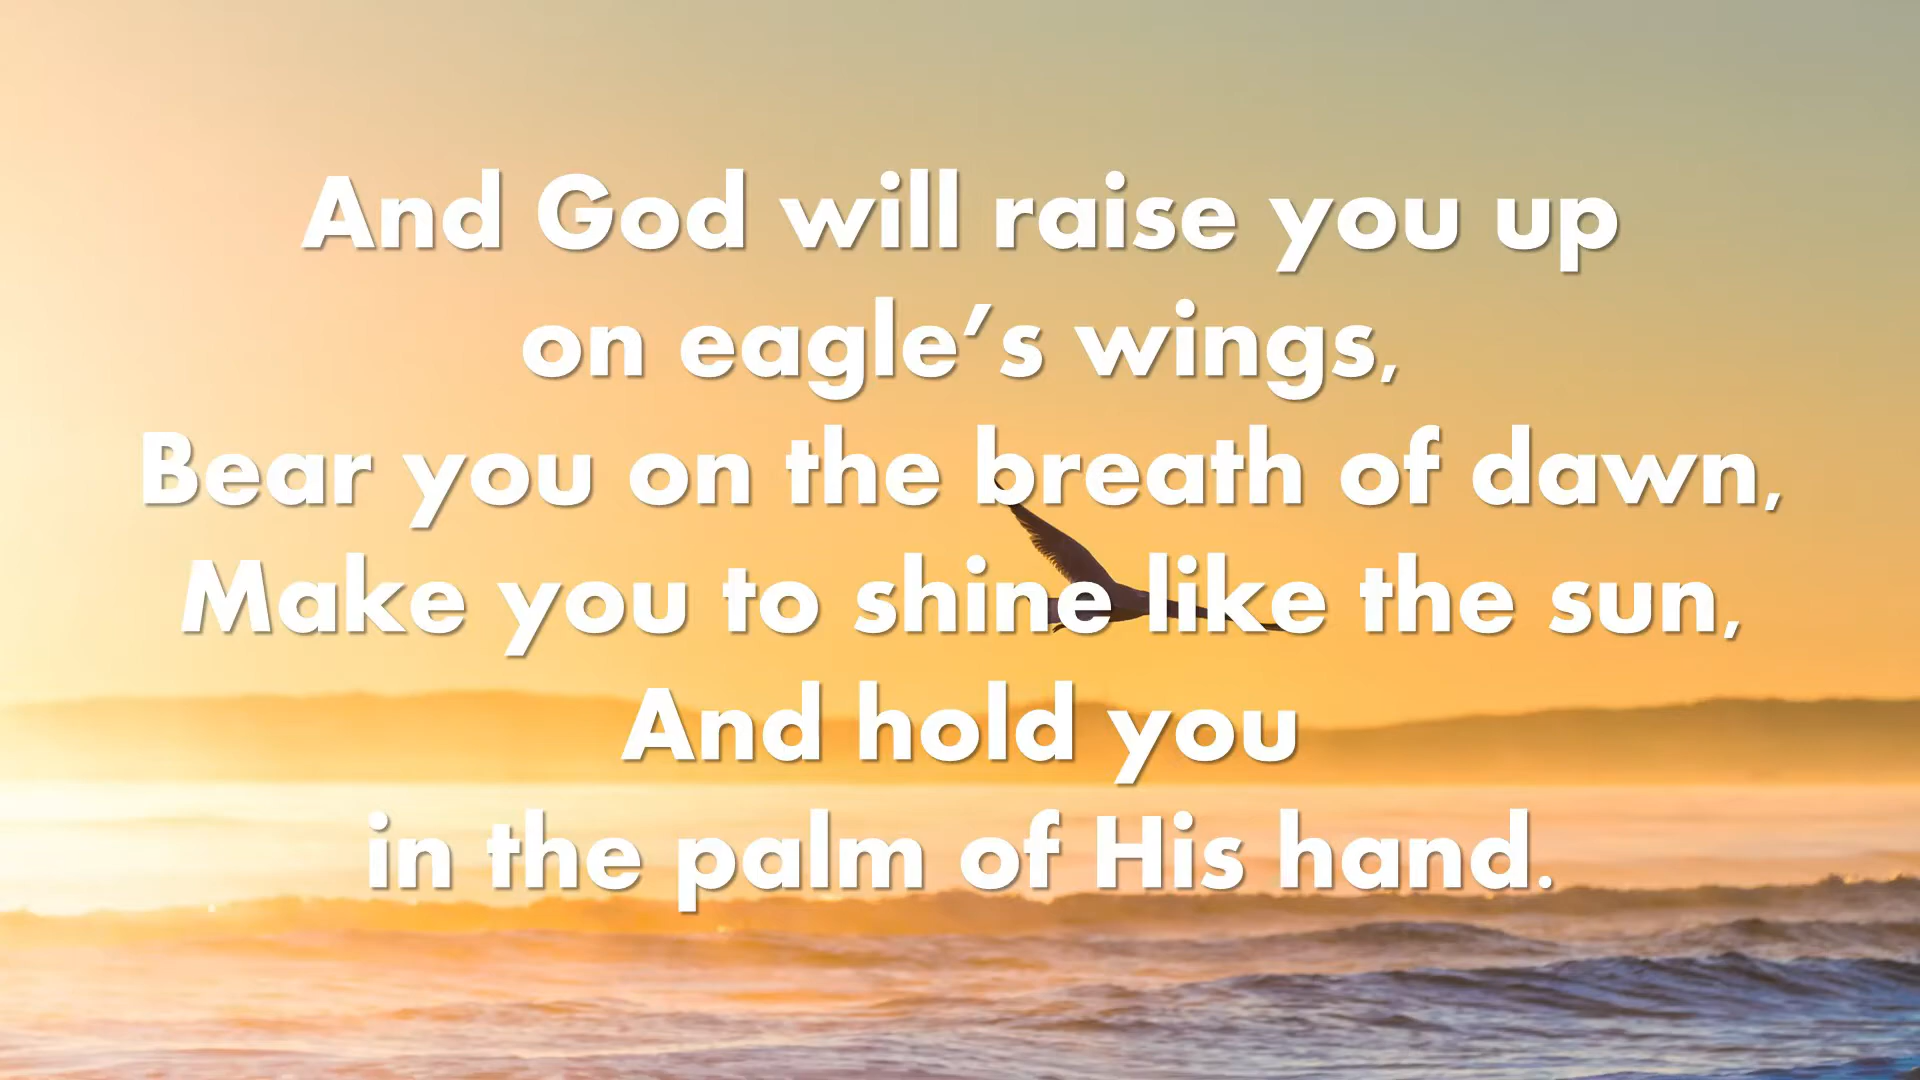 And God will raise you up
on eagle’s wings,
Bear you on the breath of dawn,
Make you to shine like the sun,
And hold you
in the palm of His hand.